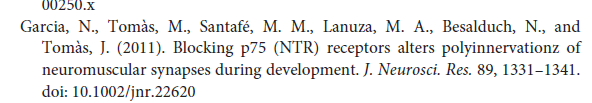 00250.x
Garcia, N., Tomàs, M., Santafé, M. M., Lanuza, M. A., Besalduch, N., and
Tomàs, J. (2011). Blocking p75 (NTR) receptors alters polyinnervationz of
neuromuscular synapses during development. J. Neurosci. Res. 89, 1331–1341.
doi: 10.1002/jnr.22620